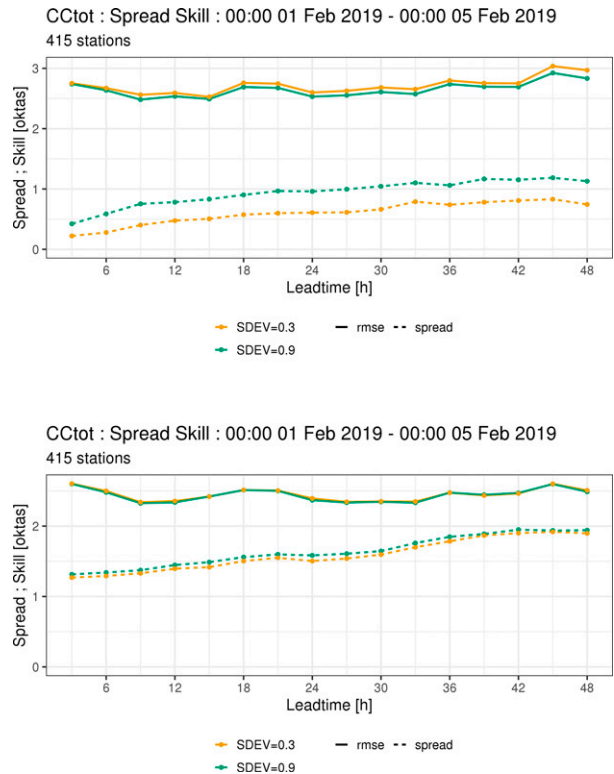 CCtot : Spread Skill : 00:00 01 Feb 2019 - 00:00 05 Feb 2019
415 stations
Spread ; Skill [oktas]
3
2
1
0
6 12 18 24 30 36 42 48
Leadtime [h]
SDEV=0.3 rmse spread
SDEV=0.9
CCtot : Spread Skill : 00:00 01 Feb 2019 - 00:00 05 Feb 2019
415 stations
Spread ; Skill [oktas]
2
1
0
6 12 18 24 30 36 42 48
Leadtime [h]
SDEV=0.3 rmse spread
SDEV=0.9